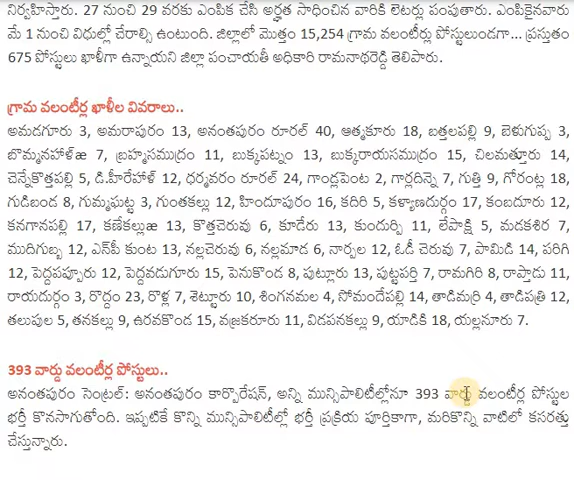 నిర్వహిస్తారు. 27 నుంచి 29 వరకు ఎంపిక చేసి అర్హత సాధించిన వారికి లెటర్లు పంపుతారు. ఎంపికైనవారు
మే 1 నుంచి విధుల్లో చేరాల్సి ఉంటుంది. జిల్లాలో మొత్తం 15,254 గ్రామ వలంటీర్లు పోస్టులుండగా... ప్రస్తుతం
675 పోస్టులు ఖాళీగా ఉన్నాయని జిల్లా పంచాయతీ అధికారి రామనాథరెడ్డి తెలిపారు.
గ్రామ వలంటీర్ల ఖాళీల వివరాలు..
అమడగూరు 3, అమరాపురం 13, అనంతపురం రూరల్ 40, ఆత్మకూరు 18, బత్తలపల్లి 9, బెళుగుప్ప 3,
బొమ్మనహాళ్æ 7, బ్రహ్మసముద్రం 11, బుక్కపట్నం 13, బుక్కరాయసముద్రం 15, చిలమత్తూరు 14,
చెన్నేకొత్తపల్లి 5, డి.హీరేహాళ్ 12, ధర్మవరం రూరల్ 24, గాండ్లపెంట 2, గార్లదిన్నె 7, గుత్తి 9, గోరంట్ల 18,
గుడిబండ 8, గుమ్మఘట్ట 3, గుంతకల్లు 12, హిందూపురం 16, కదిరి 5, కళ్యాణదుర్గం 17, కంబదూరు 12,
కనగానపల్లి 17, కణేకల్లుæ 13, కొత్తచెరువు 6, కూడేరు 13, కుందుర్పి 11, లేపాక్షి 5, మడకశిర 7,
ముదిగుబ్బ 12, ఎన్‌పీ కుంట 13, నల్లచెరువు 6, నల్లమాడ 6, నార్పల 12, ఓడీ చెరువు 7, పామిడి 14, పరిగి
12, పెద్దపప్పూరు 12, పెద్దవడుగూరు 15, పెనుకొండ 8, పుట్లూరు 13, పుట్టపర్తి 7, రామగిరి 8, రాప్తాడు 11,
రాయదుర్గం 3, రొద్దం 23, రొళ్ల 7, శెట్టూరు 10, శింగనమల 4, సోమందేపల్లి 14, తాడిమర్రి 4, తాడిపత్రి 12,
తలుపుల 5, తనకల్లు 9, ఉరవకొండ 15, వజ్రకరూరు 11, విడపనకల్లు 9, యాడికి 18, యల్లనూరు 7.
393 వార్డు వలంటీర్ల పోస్టులు..
అనంతపురం సెంట్రల్: అనంతపురం కార్పొరేషన్, అన్ని మున్సిపాలిటీల్లోనూ 393 వార్డు వలంటీర్ల పోస్టుల
భర్తీ కొనసాగుతోంది. ఇప్పటికే కొన్ని మున్సిపాలిటీల్లో భర్తీ ప్రక్రియ పూర్తికాగా, మరికొన్ని వాటిలో కసరత్తు
చేస్తున్నారు.